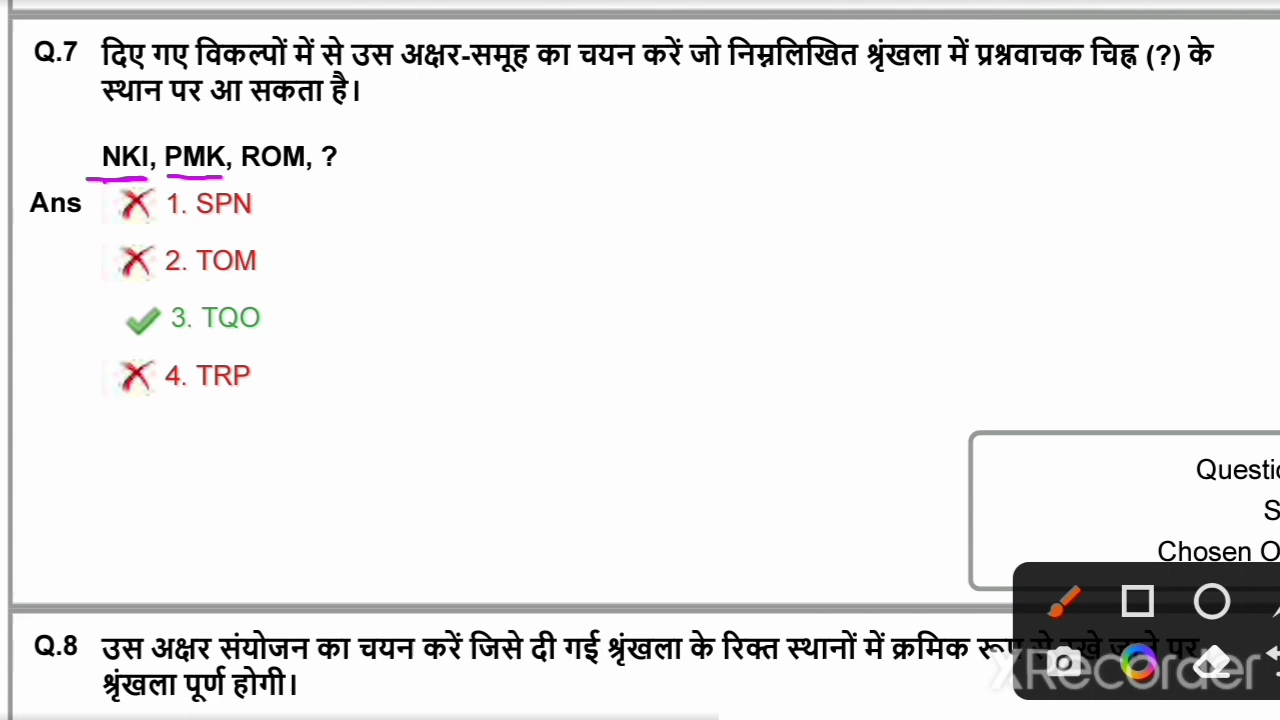 Q.7 दिए गए विकल्पों में से उस अक्षर-समूह का चयन करें जो निम्नलिखित श्रृंखला में प्रश्नवाचक चिह्न (?) के
स्थान पर आ सकता है।
NKI, PMK, ROM, ?
Ans 1. SPN
2. TOM
3. TQO
4. TRP
Chosen
Q.8 उस अक्षर संयोजन का चयन करें जिसे दी गई श्रृंखला के रिक्त स्थानों में क्रमिक रूप से रखे जाने पर
श्रृंखला पूर्ण होगी।
XRecorder